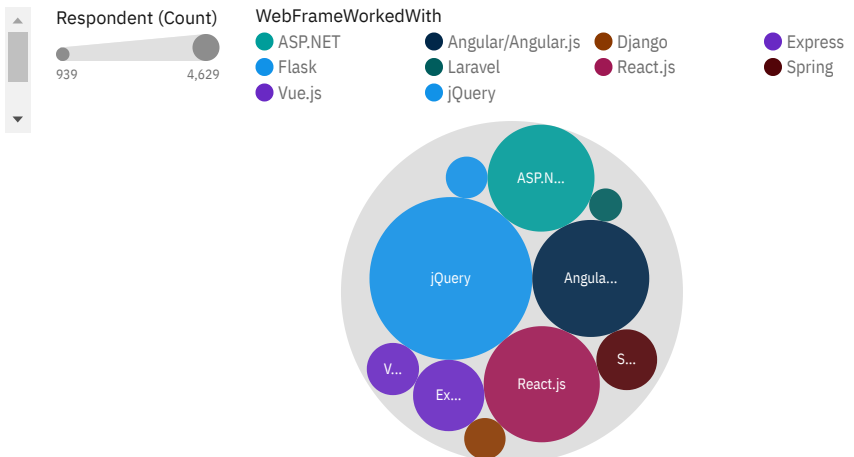 Respondent (Count)
939
4,629
WebFrameWorkedWith
ASP.NET
Angular/Angular.js
Django
Express
Flask
Laravel
React.js
Spring
Vue.js
jQuery
ASP.N...
jQuery
Angula...
V...
Ex...
React.js
S...